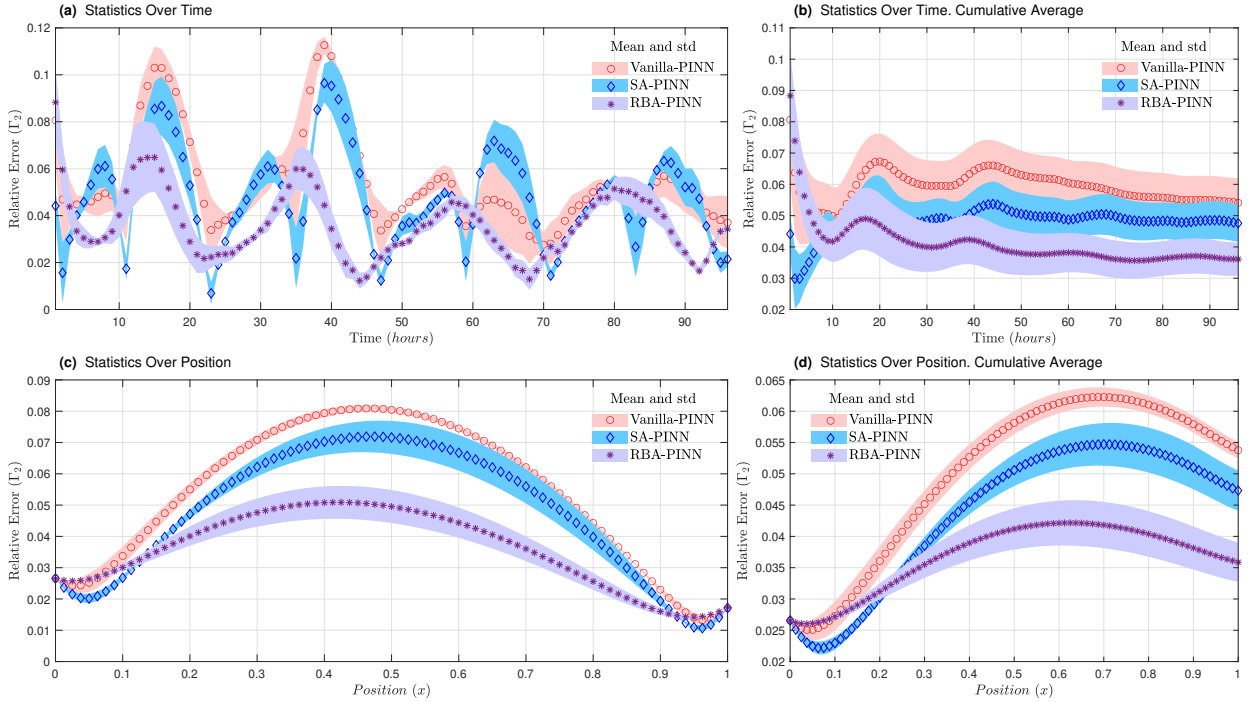 (a) Statistics Over Time
0.12
0.1
0.08
0.06
0.04
0.02
0
10 20 30 40 50 60 70 80 90
Relative Error (Γ₂)
Time (hours)
Mean and std
Vanilla-PINN
SA-PINN
RBA-PINN
(b) Statistics Over Time. Cumulative Average
0.11
0.1
0.09
0.08
0.07
0.06
0.05
0.04
0.03
0.02
10 20 30 40 50 60 70 80 90
Relative Error (Γ₂)
Time (hours)
Mean and std
Vanilla-PINN
SA-PINN
RBA-PINN
(c) Statistics Over Position
0.09
0.08
0.07
0.06
0.05
0.04
0.03
0.02
0.01
0
0 0.1 0.2 0.3 0.4 0.5 0.6 0.7 0.8 0.9 1
Relative Error (Γ₂)
Position (x)
Mean and std
Vanilla-PINN
SA-PINN
RBA-PINN
(d) Statistics Over Position. Cumulative Average
0.065
0.06
0.055
0.05
0.045
0.04
0.035
0.03
0.025
0.02
0 0.1 0.2 0.3 0.4 0.5 0.6 0.7 0.8 0.9 1
Relative Error (Γ₂)
Position (x)
Mean and std
Vanilla-PINN
SA-PINN
RBA-PINN